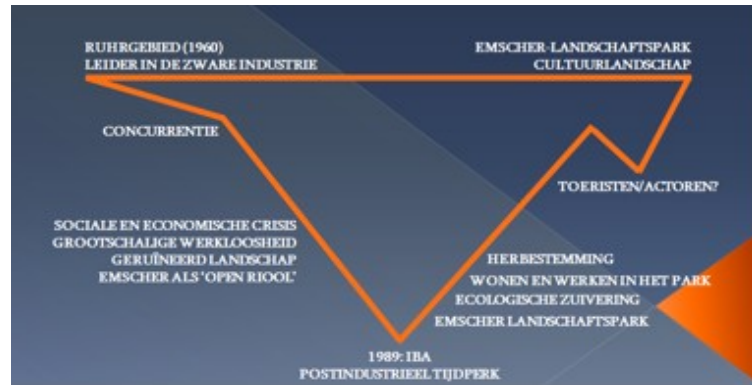 RUHRGEBIED (1960)
LEIDER IN DE ZWARE INDUSTRIE
EMSCHER-LANDSCHAFTSPARK
CULTUURLANDSCHAP
CONCURRENTIE
TOERISTEN/ACTOREN?
SOCIALE EN ECONOMISCHE CRISIS
GROOTSCHALIGE WERKLOOSHEID
GERUÏNEERD LANDSCHAP
EMSCHER ALS 'OPEN RIOOL'
HERBESTEMMING
WONEN EN WERKEN IN HET PARK
ECOLOGISCHE ZUIVERING
EMSCHER LANDSCHAFTSPARK
1989: IBA
POSTINDUSTRIEEL TIJDPERK